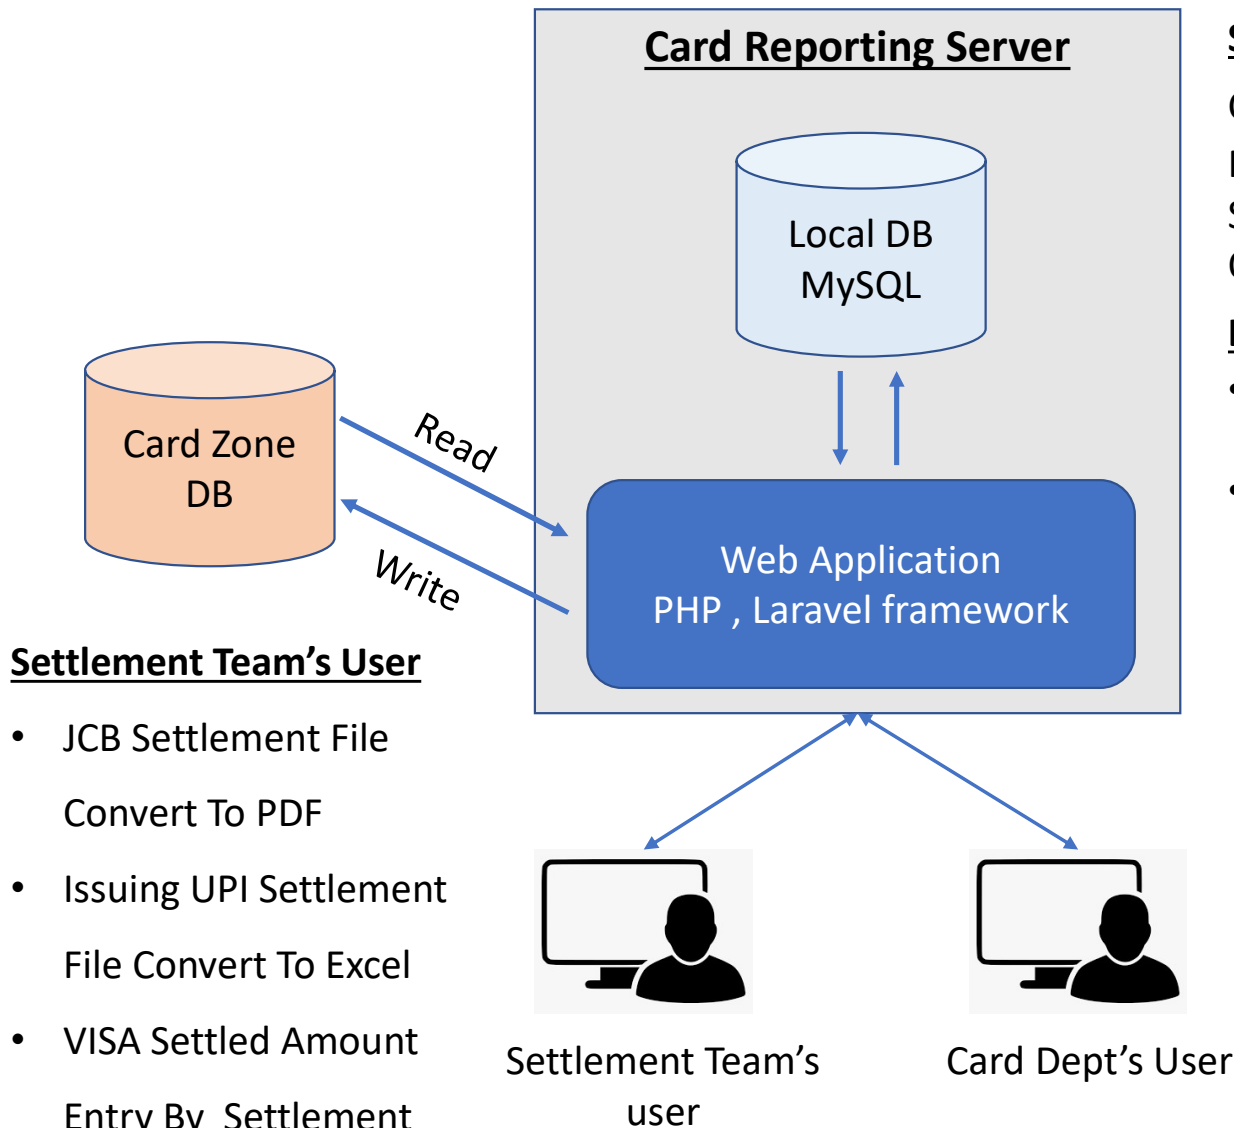 Card Reporting Server
Local DB
MySQL
Card Zone
DB
Read
Write
Web Application
PHP , Laravel framework
Settlement Team’s User
• JCB Settlement File
Convert To PDF
• Issuing UPI Settlement
File Convert To Excel
• VISA Settled Amount
Entry By Settlement
Settlement Team’s
user
Card Dept’s User